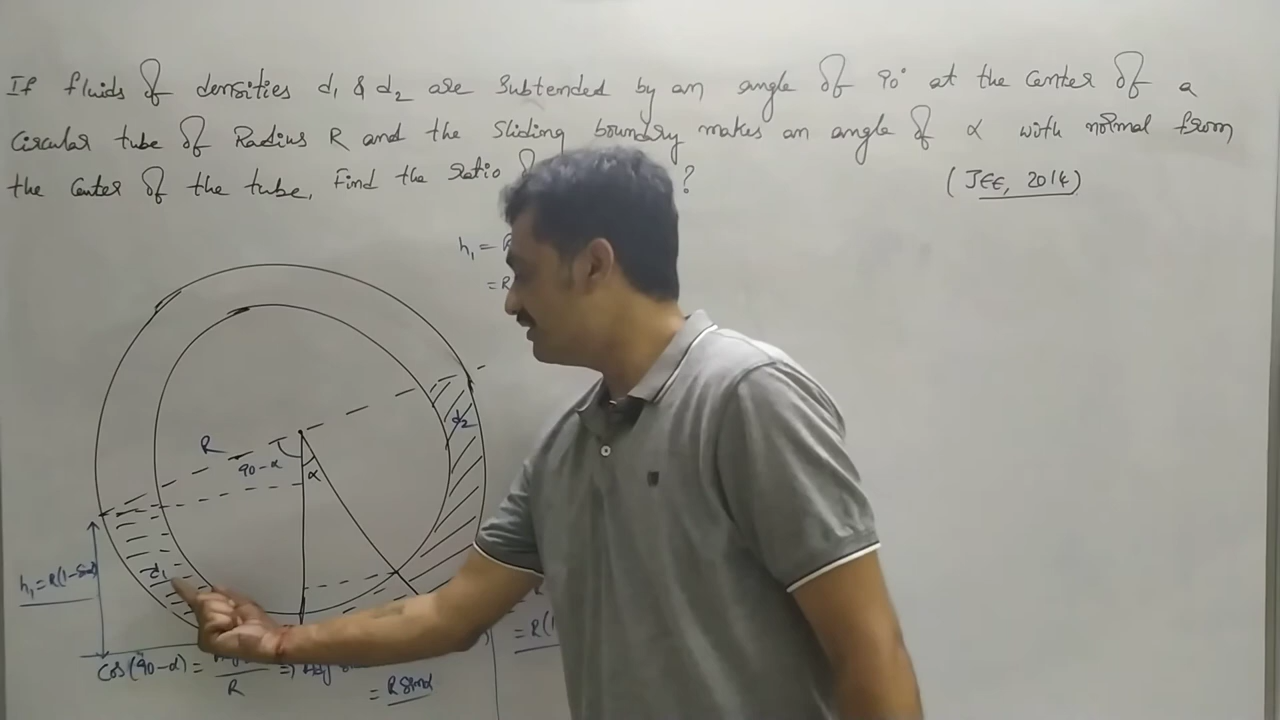 If fluids of densities d₁ & d₂ are subtended by an angle of 90° at the Center of a
Circular tube of Radius R and the Sliding boundry makes an angle of α with normal from
the Center of the tube, Find the Ratio ?
(JEE, 2014)
h₁ =
= R
R
90-α
α
d₂
d₁
h₁ = R(1-Sinα)
Cos(90-α) = / R ⇒
= R Sinα
= R(1